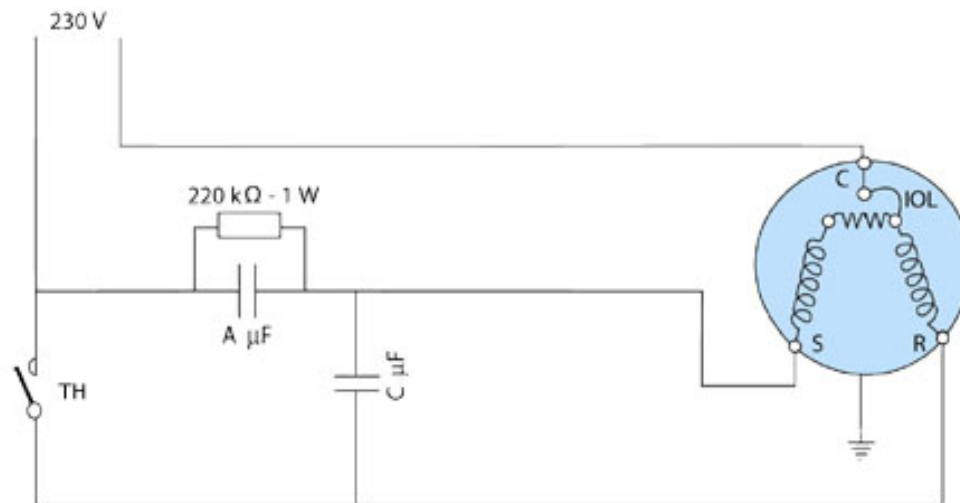 230 V
220 kΩ - 1 W
C
IOL
A µF
S
R
C µF
TH